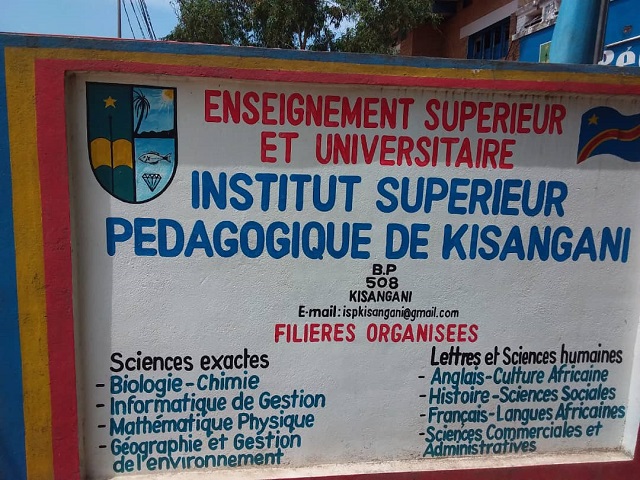 ENSEIGNEMENT SUPERIEUR
ET UNIVERSITAIRE
INSTITUT SUPERIEUR
PEDAGOGIQUE DE KISANGANI
B.P
508
KISANGANI
E-mail: ispkisangani@gmail.com
FILIERES ORGANISEES
Sciences exactes
- Biologie-Chimie
- Informatique de Gestion
- Mathématique Physique
- Géographie et Gestion
de l'environnement
Lettres et Sciences humaines
- Anglais-Culture Africaine
- Histoire-Sciences Sociales
- Français-Langues Africaines
- Sciences Commerciales et
Administratives